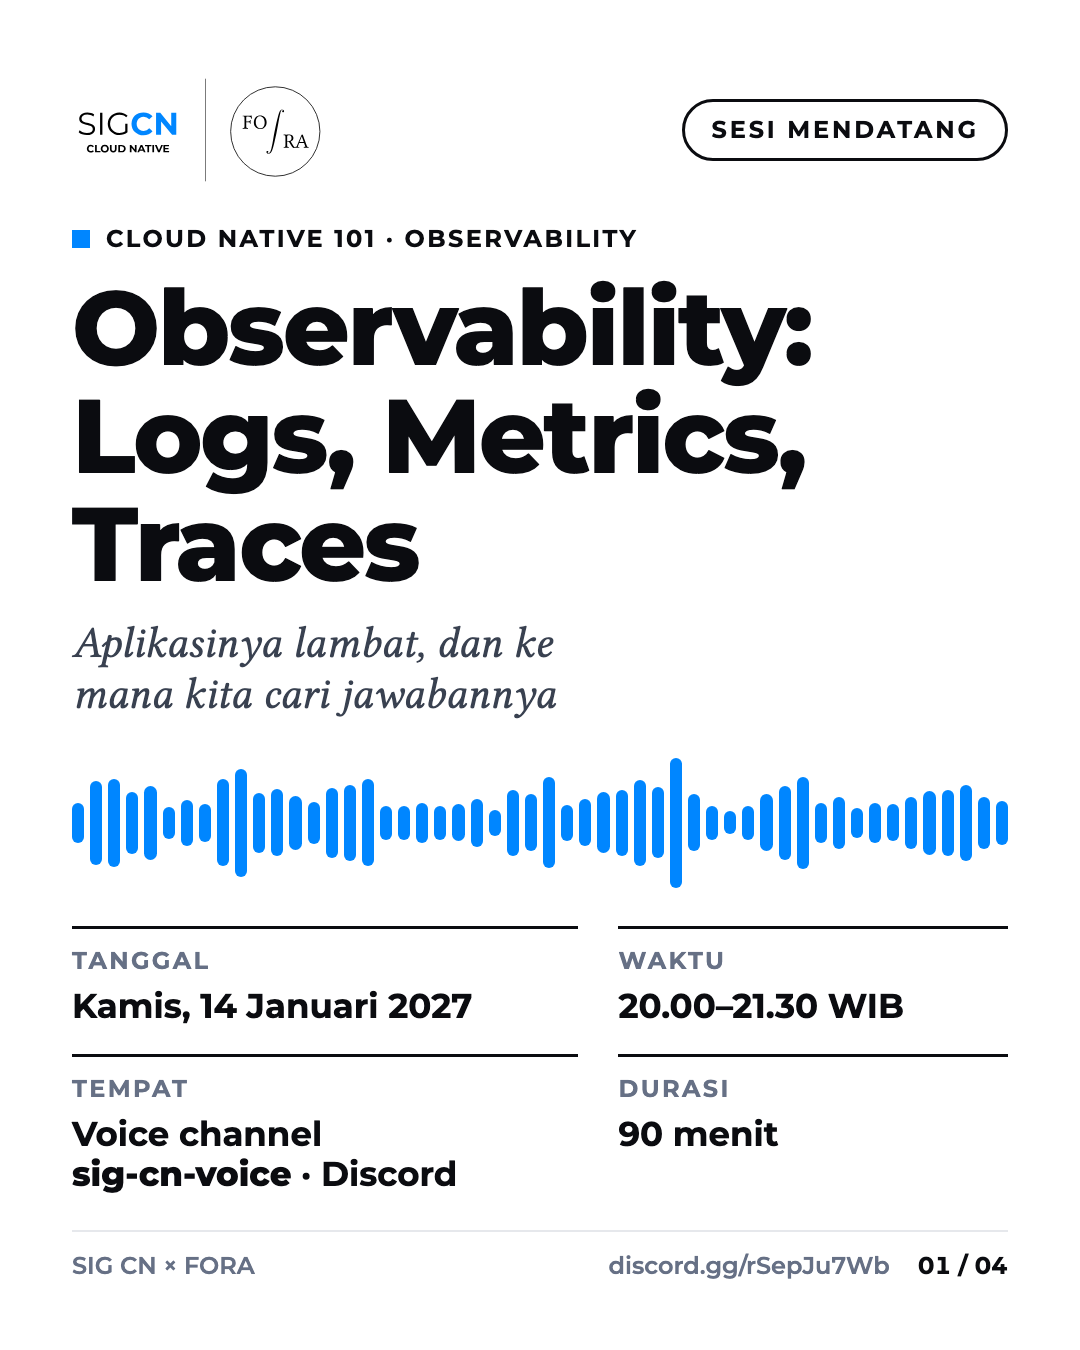 SIGCN
CLOUD NATIVE
FO RA
SESI MENDATANG
CLOUD NATIVE 101 · OBSERVABILITY
Observability:
Logs, Metrics,
Traces
Aplikasinya lambat, dan ke
mana kita cari jawabannya
TANGGAL
Kamis, 14 Januari 2027
WAKTU
20.00–21.30 WIB
TEMPAT
Voice channel
sig-cn-voice · Discord
DURASI
90 menit
SIG CN × FORA
discord.gg/rSepJu7Wb
01 / 04